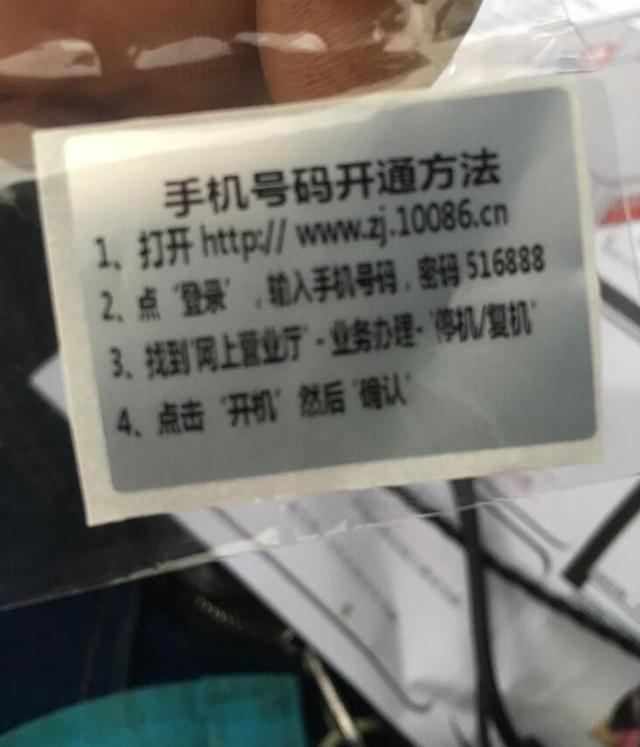 手机号码开通方法
1、打开 http:// www.zj.10086.cn
2、点 '登录' ，输入手机号码，密码 516888
3、找到'网上营业厅' - 业务办理- '停机/复机'
4、点击 '开机' 然后 '确认'